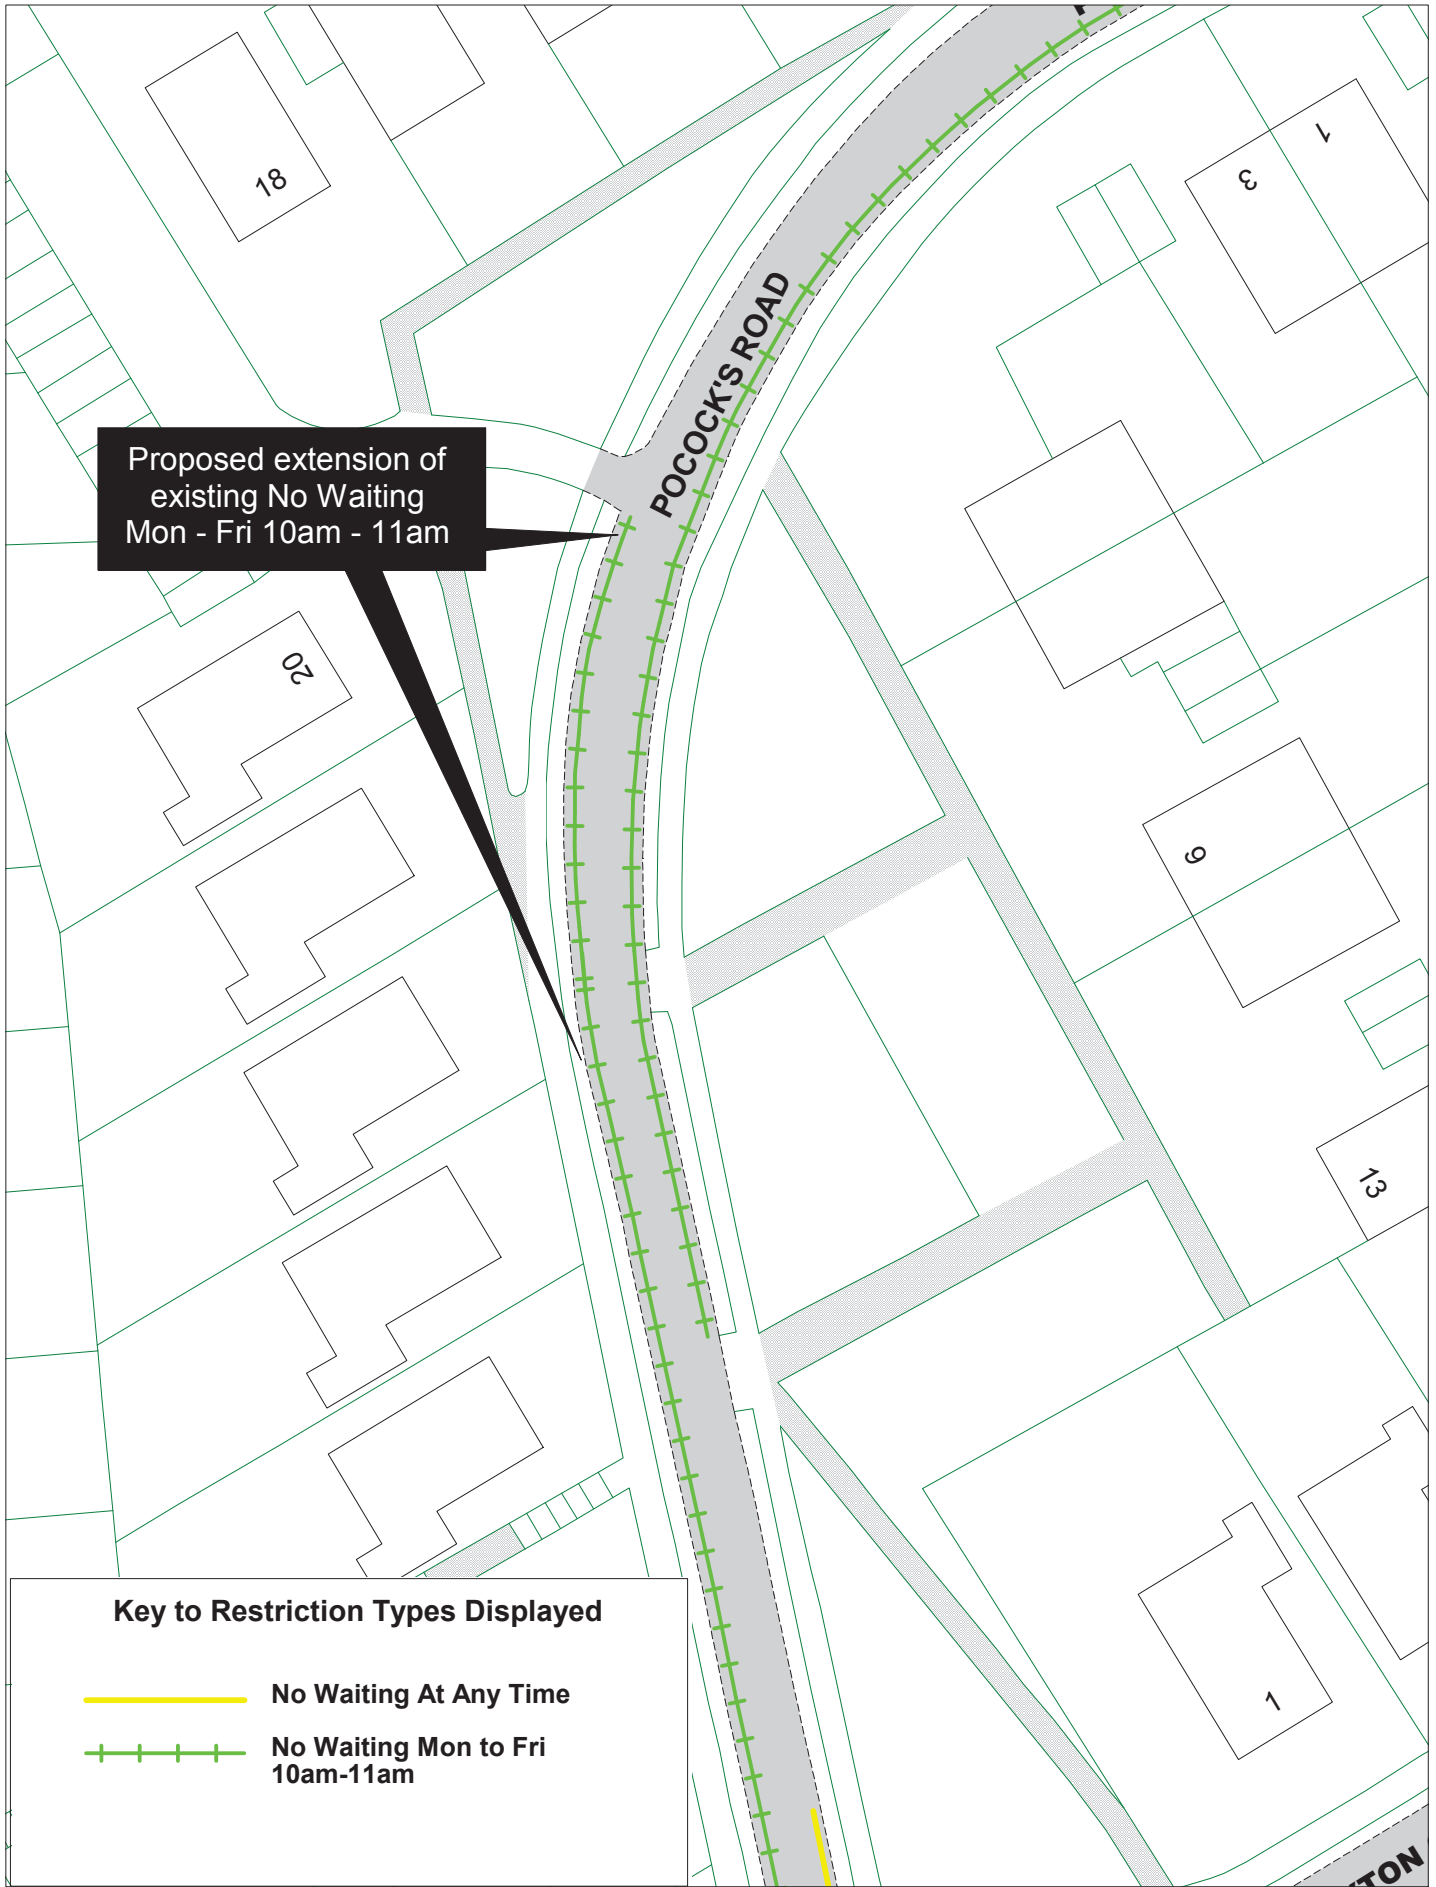 18
1
3
POCOCK'S ROAD
Proposed extension of
existing No Waiting
Mon - Fri 10am - 11am
20
9
13
1
Key to Restriction Types Displayed
No Waiting At Any Time
No Waiting Mon to Fri
10am-11am